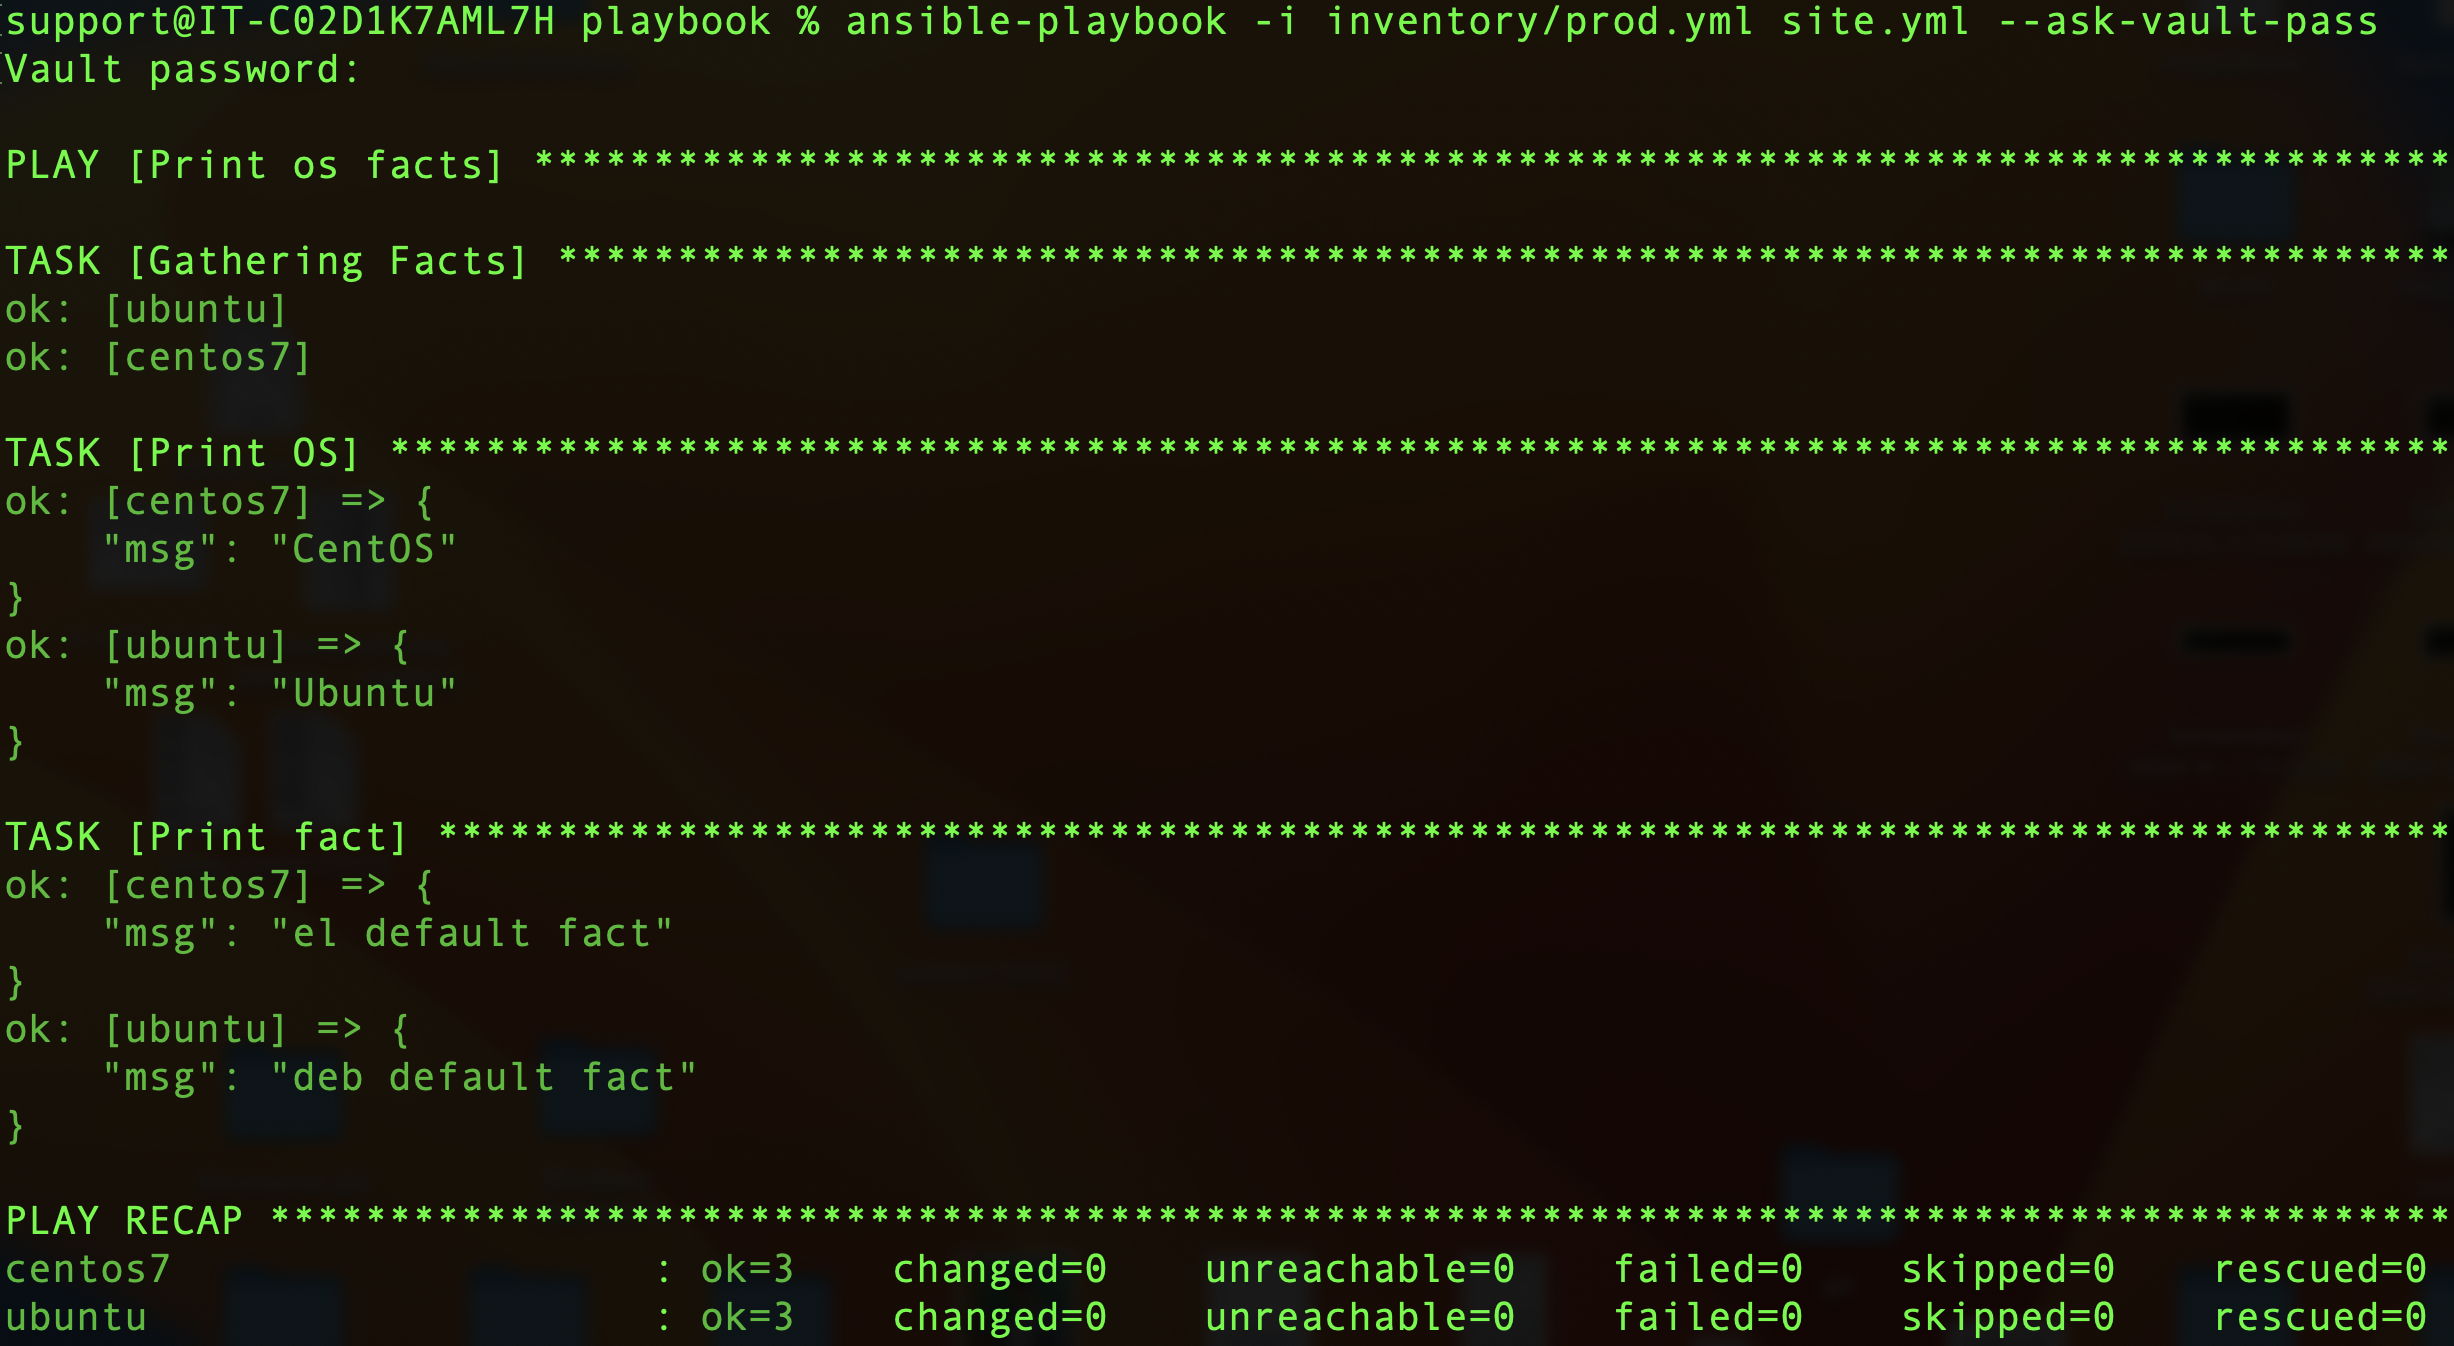 support@IT-C02D1K7AML7H playbook % ansible-playbook -i inventory/prod.yml site.yml --ask-vault-pass
Vault password:
PLAY [Print os facts] ********************************************************************************
TASK [Gathering Facts] *******************************************************************************
ok: [ubuntu]
ok: [centos7]
TASK [Print OS] **************************************************************************************
ok: [centos7] => {
    "msg": "CentOS"
}
ok: [ubuntu] => {
    "msg": "Ubuntu"
}
TASK [Print fact] ************************************************************************************
ok: [centos7] => {
    "msg": "el default fact"
}
ok: [ubuntu] => {
    "msg": "deb default fact"
}
PLAY RECAP *******************************************************************************************
centos7                    : ok=3    changed=0    unreachable=0    failed=0    skipped=0    rescued=0
ubuntu                     : ok=3    changed=0    unreachable=0    failed=0    skipped=0    rescued=0